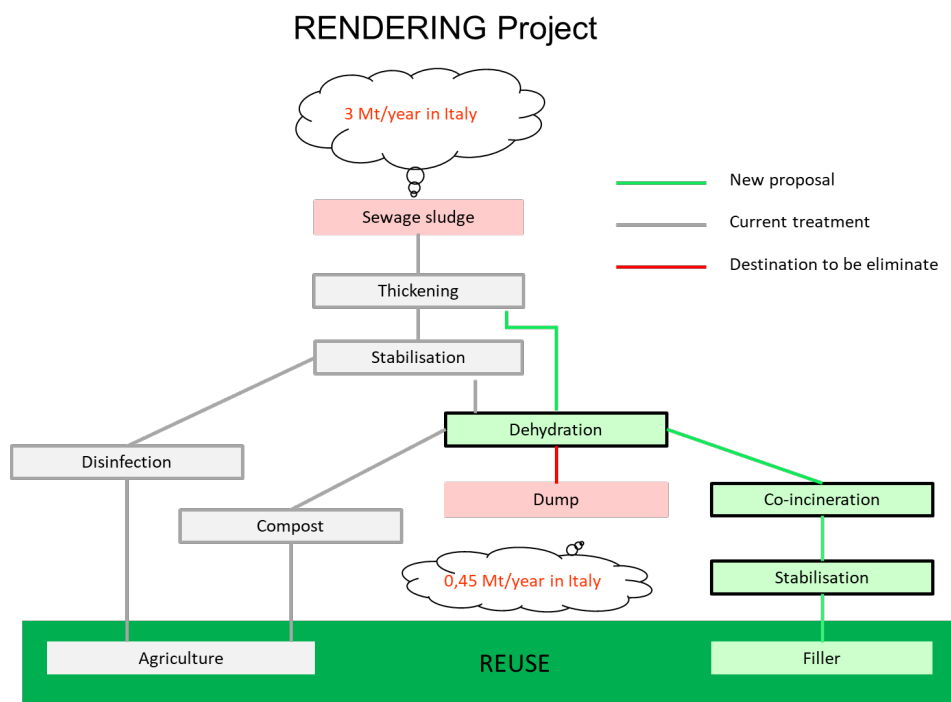 RENDERING Project
3 Mt/year in Italy
New proposal
Sewage sludge
Current treatment
Destination to be eliminate
Thickening
Stabilisation
Dehydration
Disinfection
Dump
Co-incineration
Compost
0,45 Mt/year in Italy
Stabilisation
Agriculture
REUSE
Filler